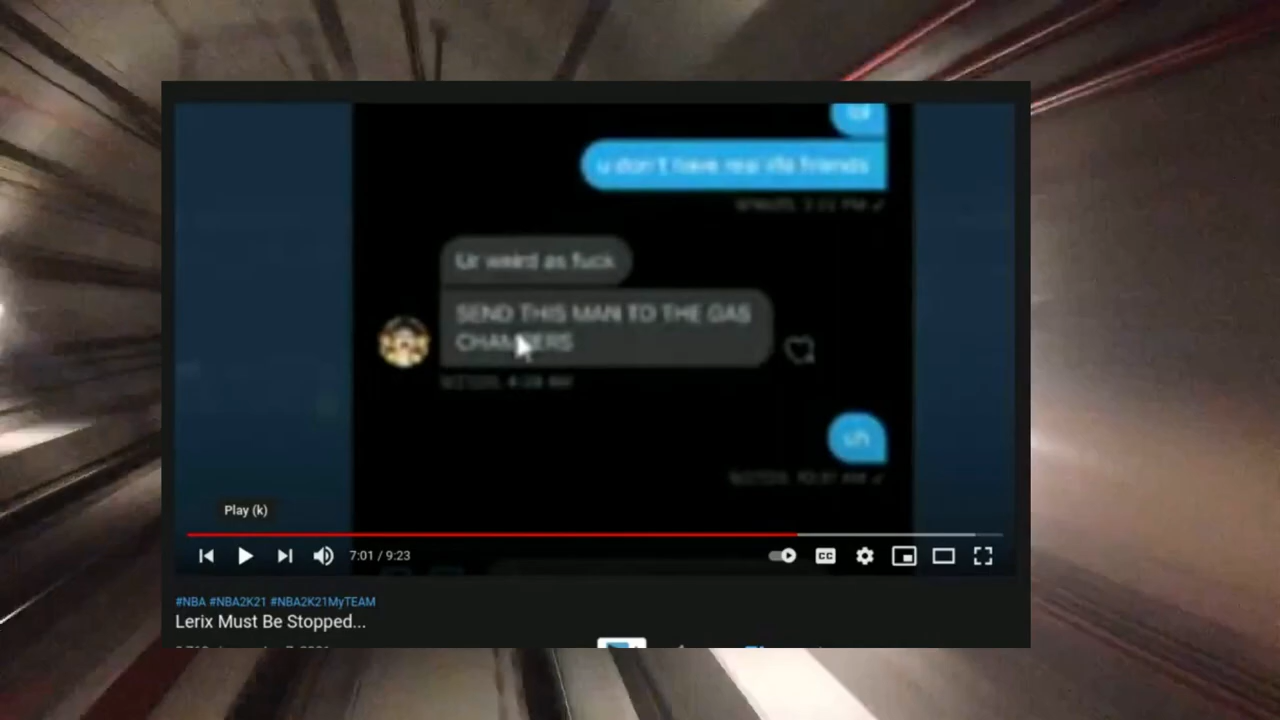 u don't have real life friends
Ur weird as fuck
SEND THIS MAN TO THE GAS
CHAMBERS
uh
Play (k)
7:01 / 9:23
CC
#NBA #NBA2K21 #NBA2K21MyTEAM
Lerix Must Be Stopped...